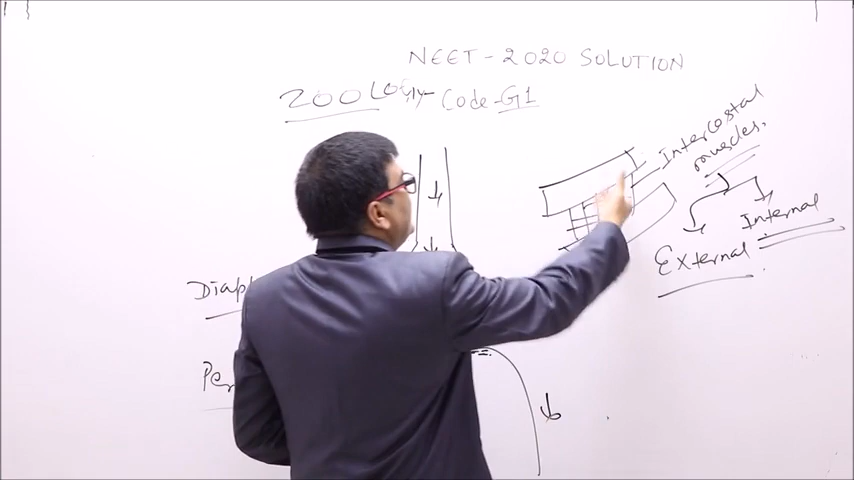 NEET - 2020 SOLUTION
ZOOLOGY Code-G1
Intercostal
muscles.
External
Internal